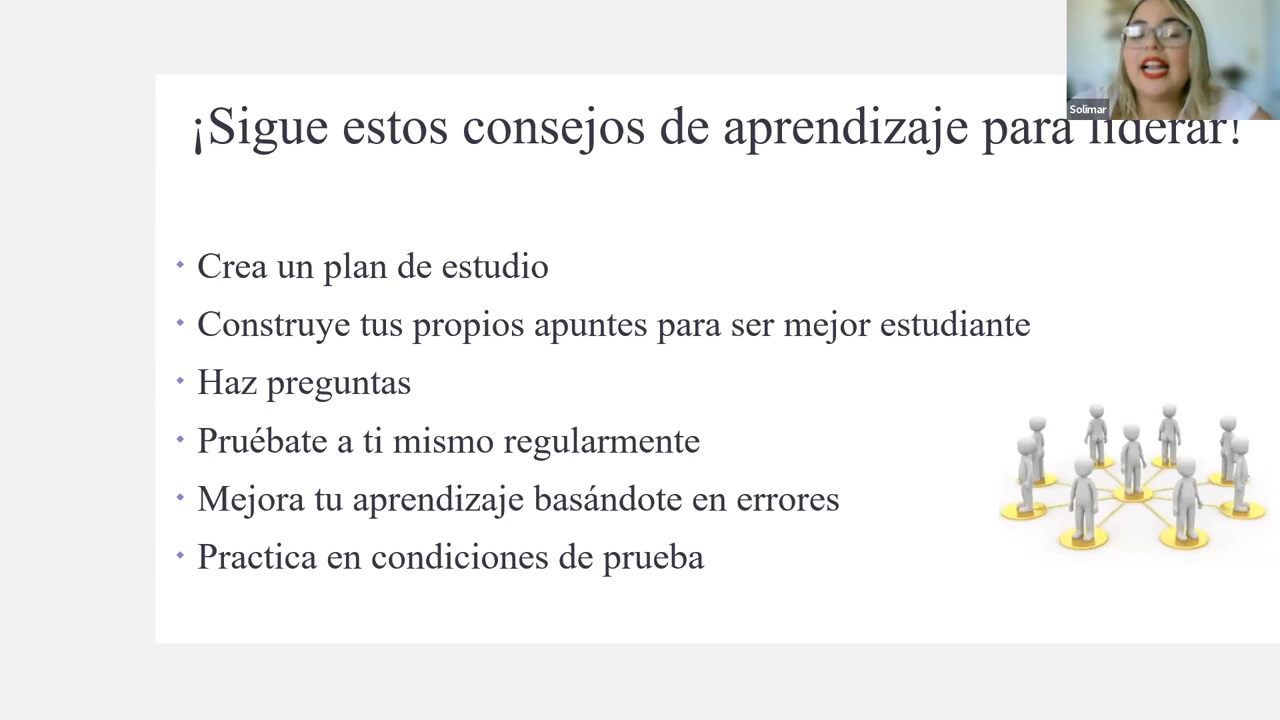 Solimar
¡Sigue estos consejos de aprendizaje para liderar!
Crea un plan de estudio
Construye tus propios apuntes para ser mejor estudiante
Haz preguntas
Pruébate a ti mismo regularmente
Mejora tu aprendizaje basándote en errores
Practica en condiciones de prueba